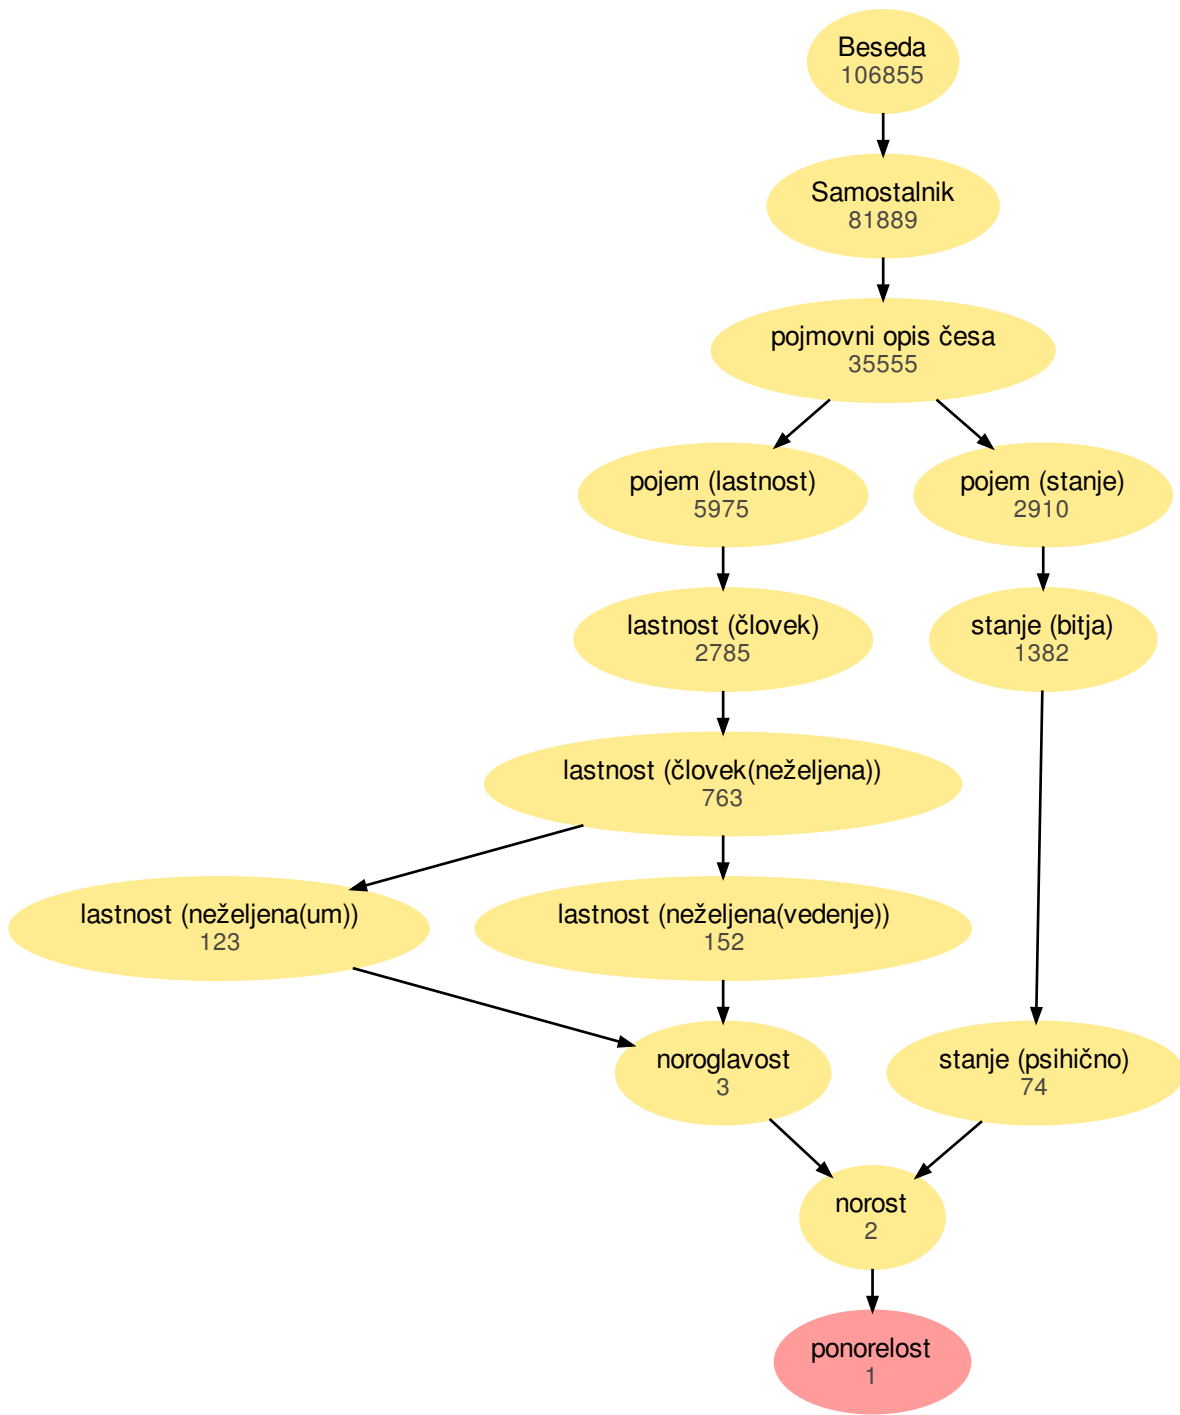 Beseda
106855
Samostalnik
81889
pojmovni opis česa
35555
pojem (lastnost)
5975
pojem (stanje)
2910
lastnost (človek)
2785
stanje (bitja)
1382
lastnost (človek(neželjena))
763
lastnost (neželjena(um))
123
lastnost (neželjena(vedenje))
152
noroglavost
3
stanje (psihično)
74
norost
2
ponorelost
1